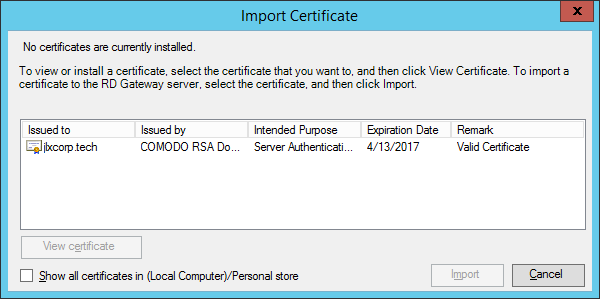 Import Certificate
x
No certificates are currently installed.
To view or install a certificate, select the certificate that you want to, and then click View Certificate. To import a
certificate to the RD Gateway server, select the certificate, and then click Import.
Issued to Issued by Intended Purpose Expiration Date Remark
jlxcorp.tech COMODO RSA Do... Server Authenticati... 4/13/2017 Valid Certificate
View certificate
Show all certificates in (Local Computer)/Personal store
Import Cancel